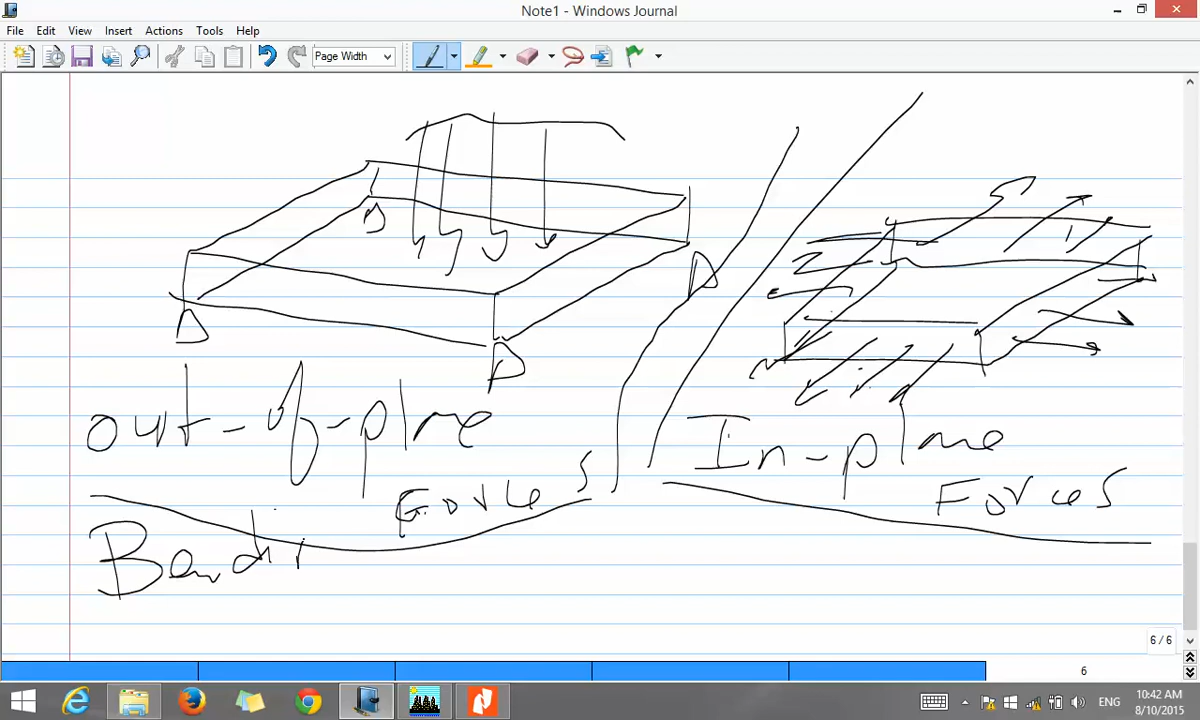 Note1 - Windows Journal
File Edit View Insert Actions Tools Help
Page Width
out-of-plane
Forces
In-plane
Forces
Bendi
6 / 6
6
ENG
10:42 AM
8/10/2015